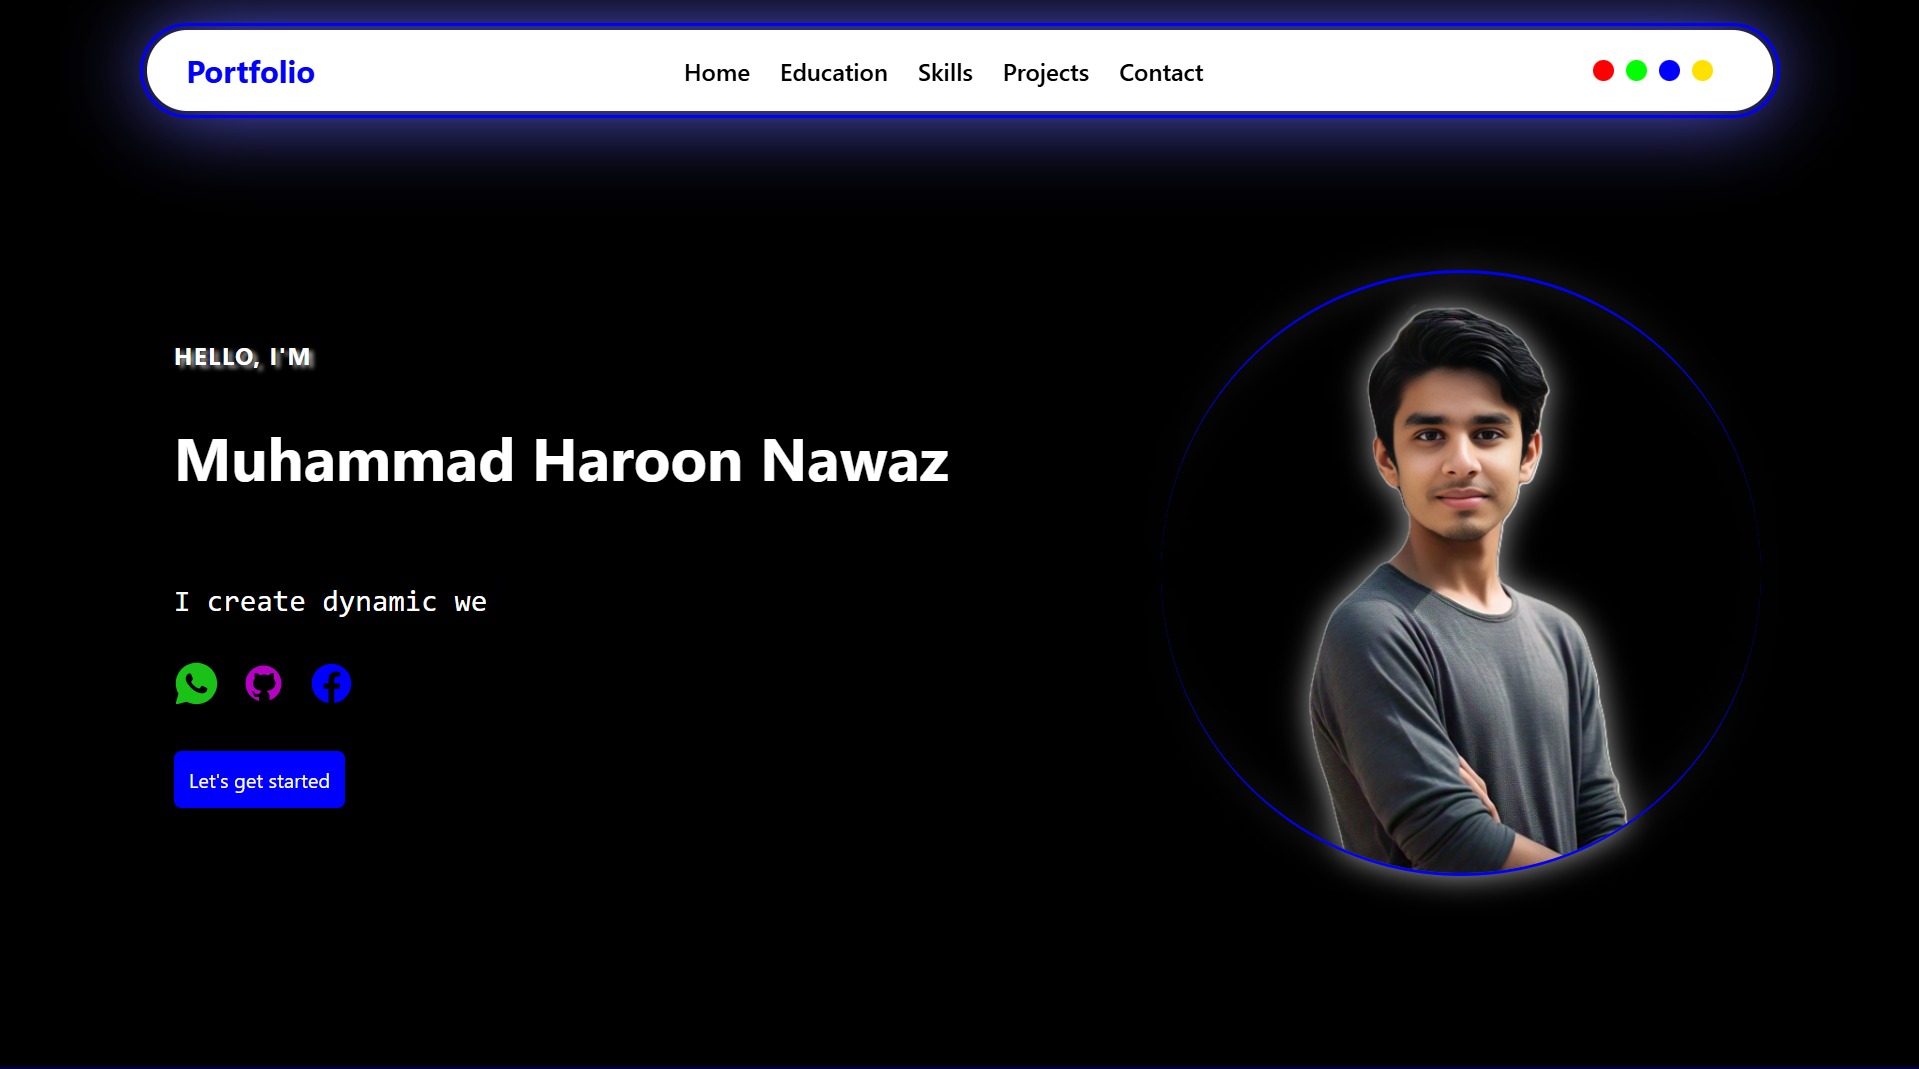 Portfolio
Home Education Skills Projects Contact
HELLO, I'M
Muhammad Haroon Nawaz
I create dynamic we
Let's get started